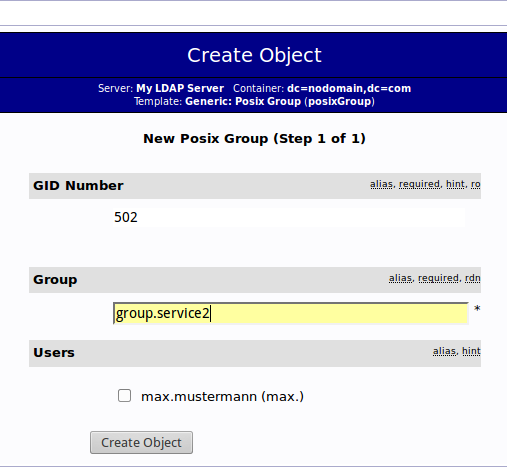 Create Object
Server: My LDAP Server Container: dc=nodomain,dc=com
Template: Generic: Posix Group (posixGroup)
New Posix Group (Step 1 of 1)
GID Number alias, required, hint, ro
502
Group alias, required, rdn
group.service2 *
Users alias, hint
max.mustermann (max.)
Create Object